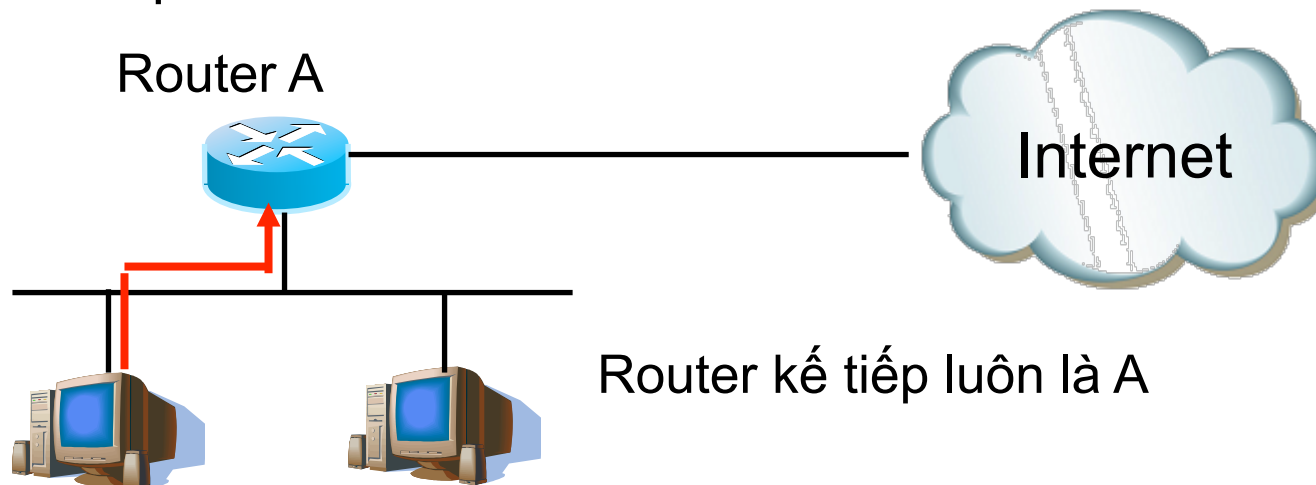 Router A
Internet
Router kế tiếp luôn là A